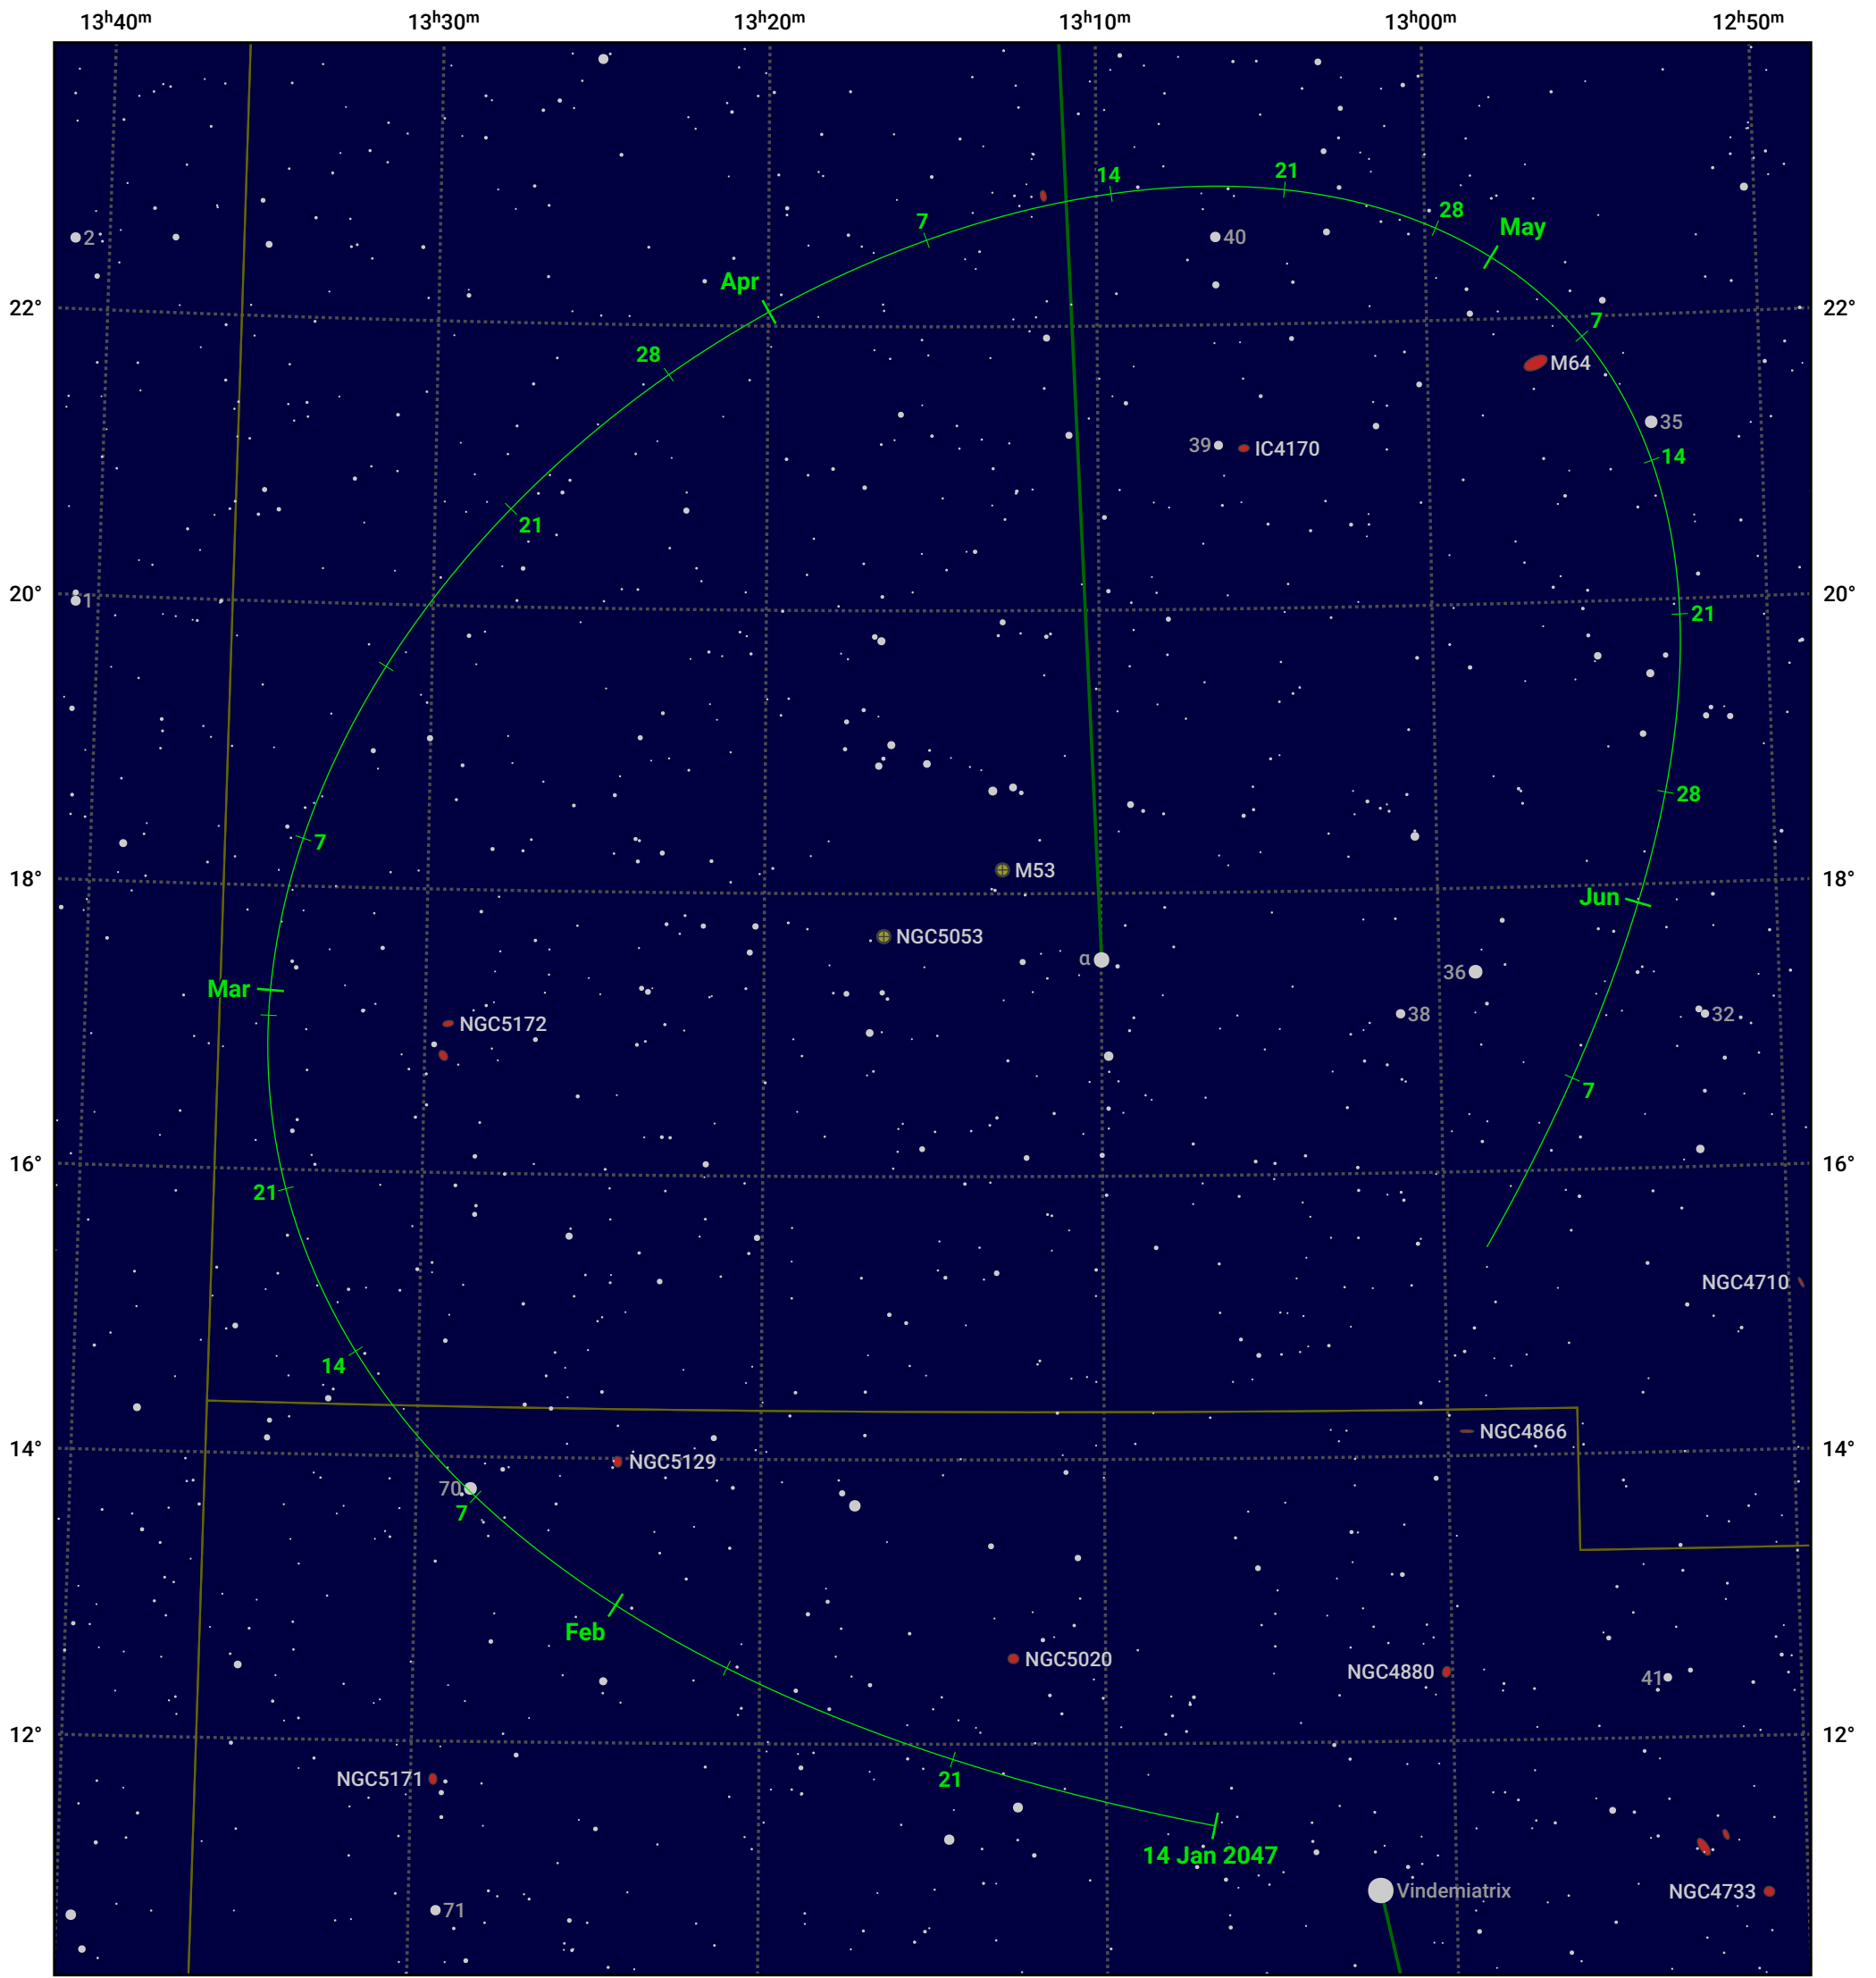 13h40m 13h30m 13h20m 13h10m 13h00m 12h50m
14 21
28
May
7
2 40
Apr
22° 22°
7
28 M64
35
39 IC4170 14
21
20° 20°
1
21
28
7
M53
18° 18°
Jun
NGC5053
α
36
Mar
38 32
NGC5172
7
16° 16°
21
NGC4710
14
NGC4866
14° 14°
NGC5129
70
7
Feb
NGC5020
NGC4880 41
12° 12°
NGC5171 21
14 Jan 2047
Vindemiatrix NGC4733
71